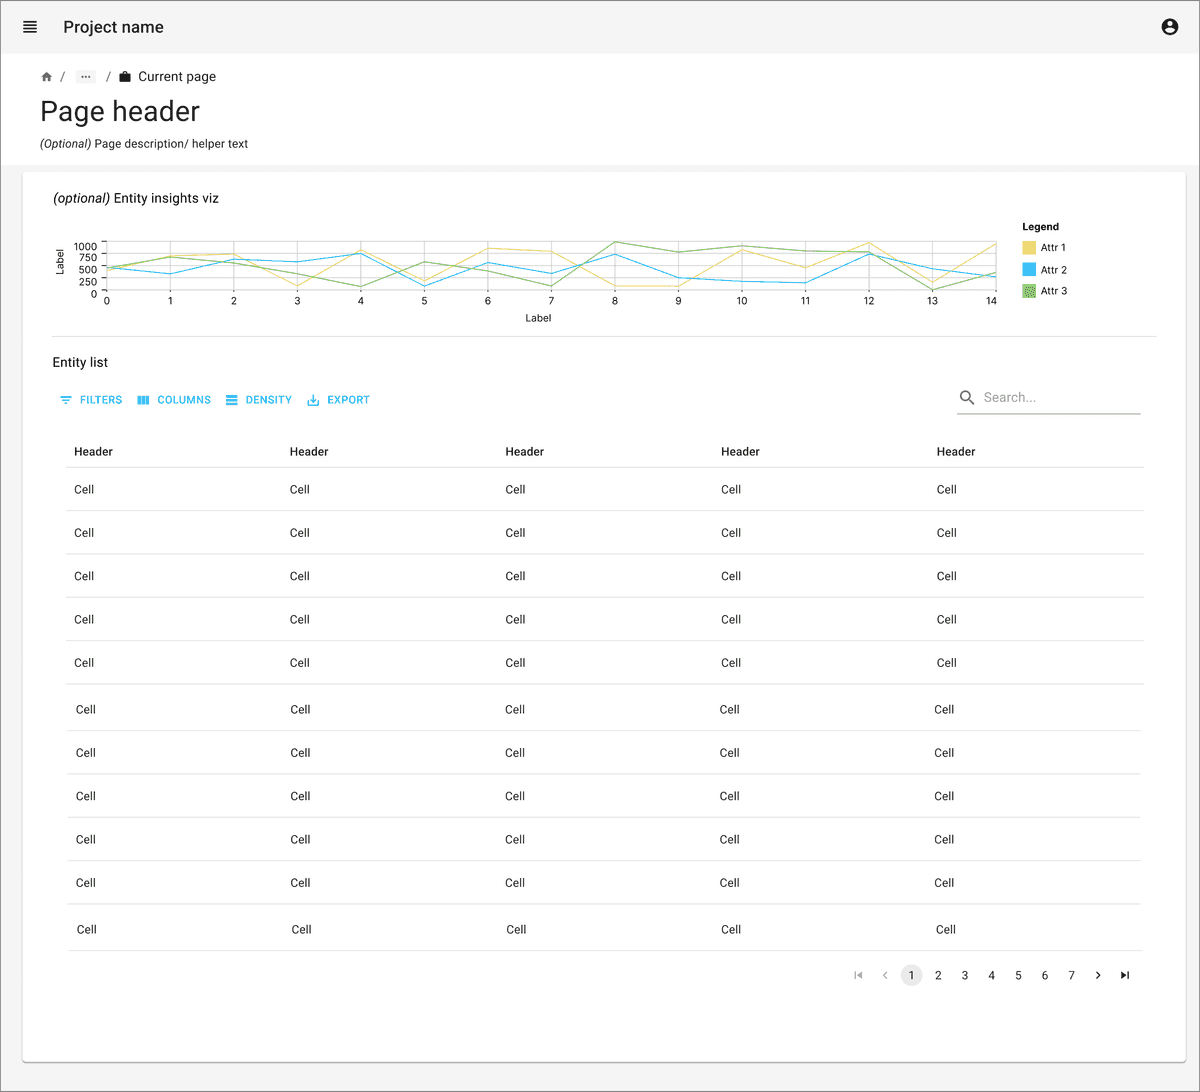 Project name
/ ... / Current page
Page header
(Optional) Page description/ helper text
(optional) Entity insights viz
Legend
Attr 1
Attr 2
Attr 3
Label
1000
750
500
250
0
0 1 2 3 4 5 6 7 8 9 10 11 12 13 14
Label
Entity list
FILTERS COLUMNS DENSITY EXPORT Search...
Header Header Header Header Header
Cell Cell Cell Cell Cell
Cell Cell Cell Cell Cell
Cell Cell Cell Cell Cell
Cell Cell Cell Cell Cell
Cell Cell Cell Cell Cell
Cell Cell Cell Cell Cell
Cell Cell Cell Cell Cell
Cell Cell Cell Cell Cell
Cell Cell Cell Cell Cell
Cell Cell Cell Cell Cell
Cell Cell Cell Cell Cell
1 2 3 4 5 6 7